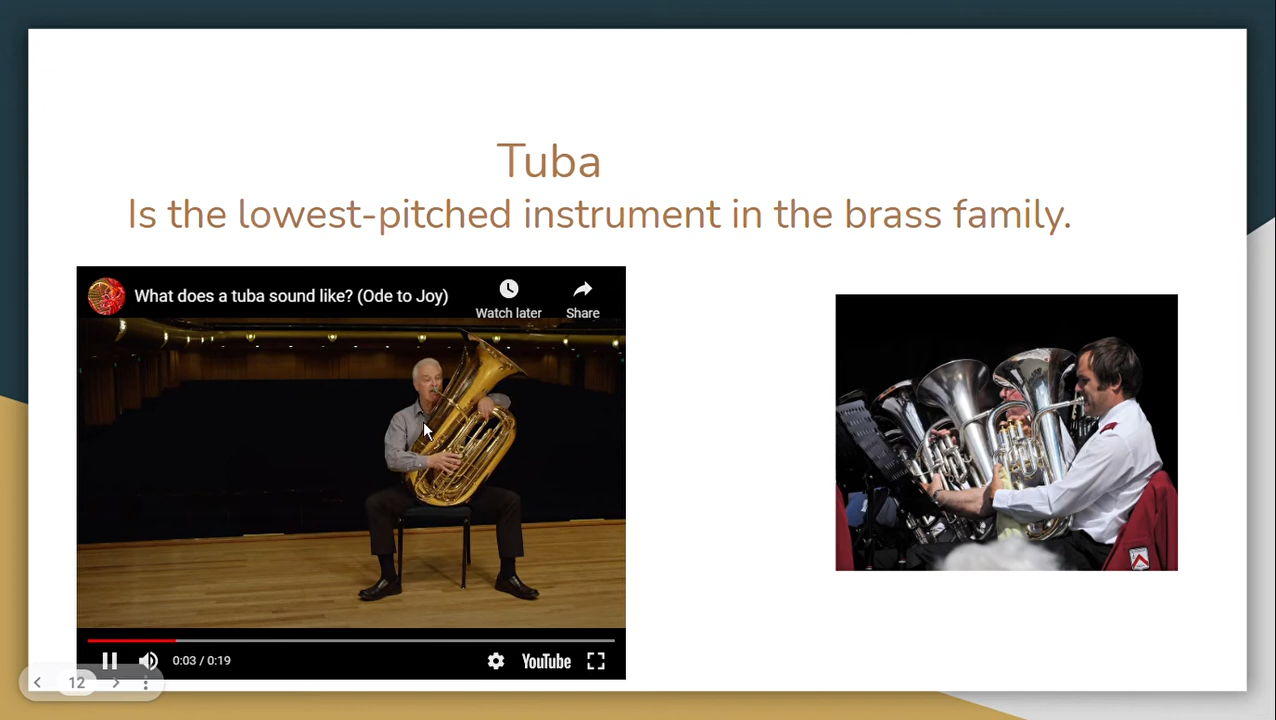 Tuba
Is the lowest-pitched instrument in the brass family.
What does a tuba sound like? (Ode to Joy)
Watch later
Share
0:03 / 0:19
YouTube
12